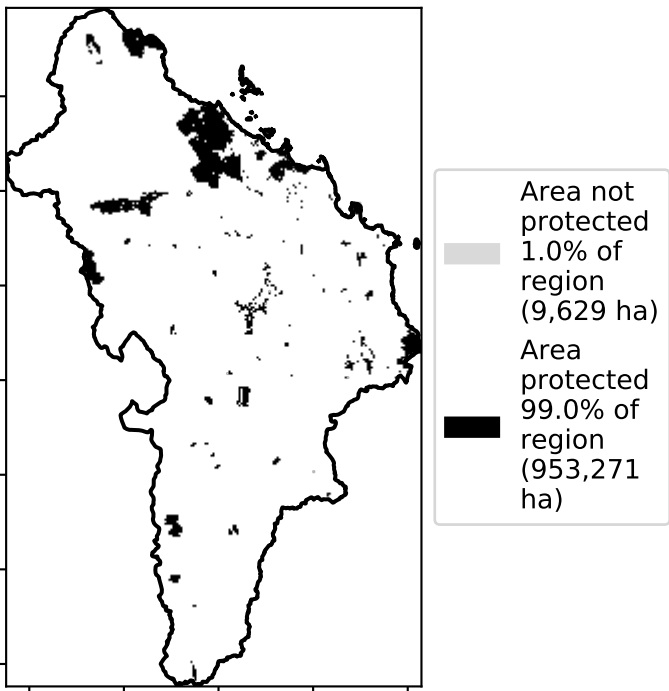 Area not
protected
1.0% of
region
(9,629 ha)
Area
protected
99.0% of
region
(953,271
ha)